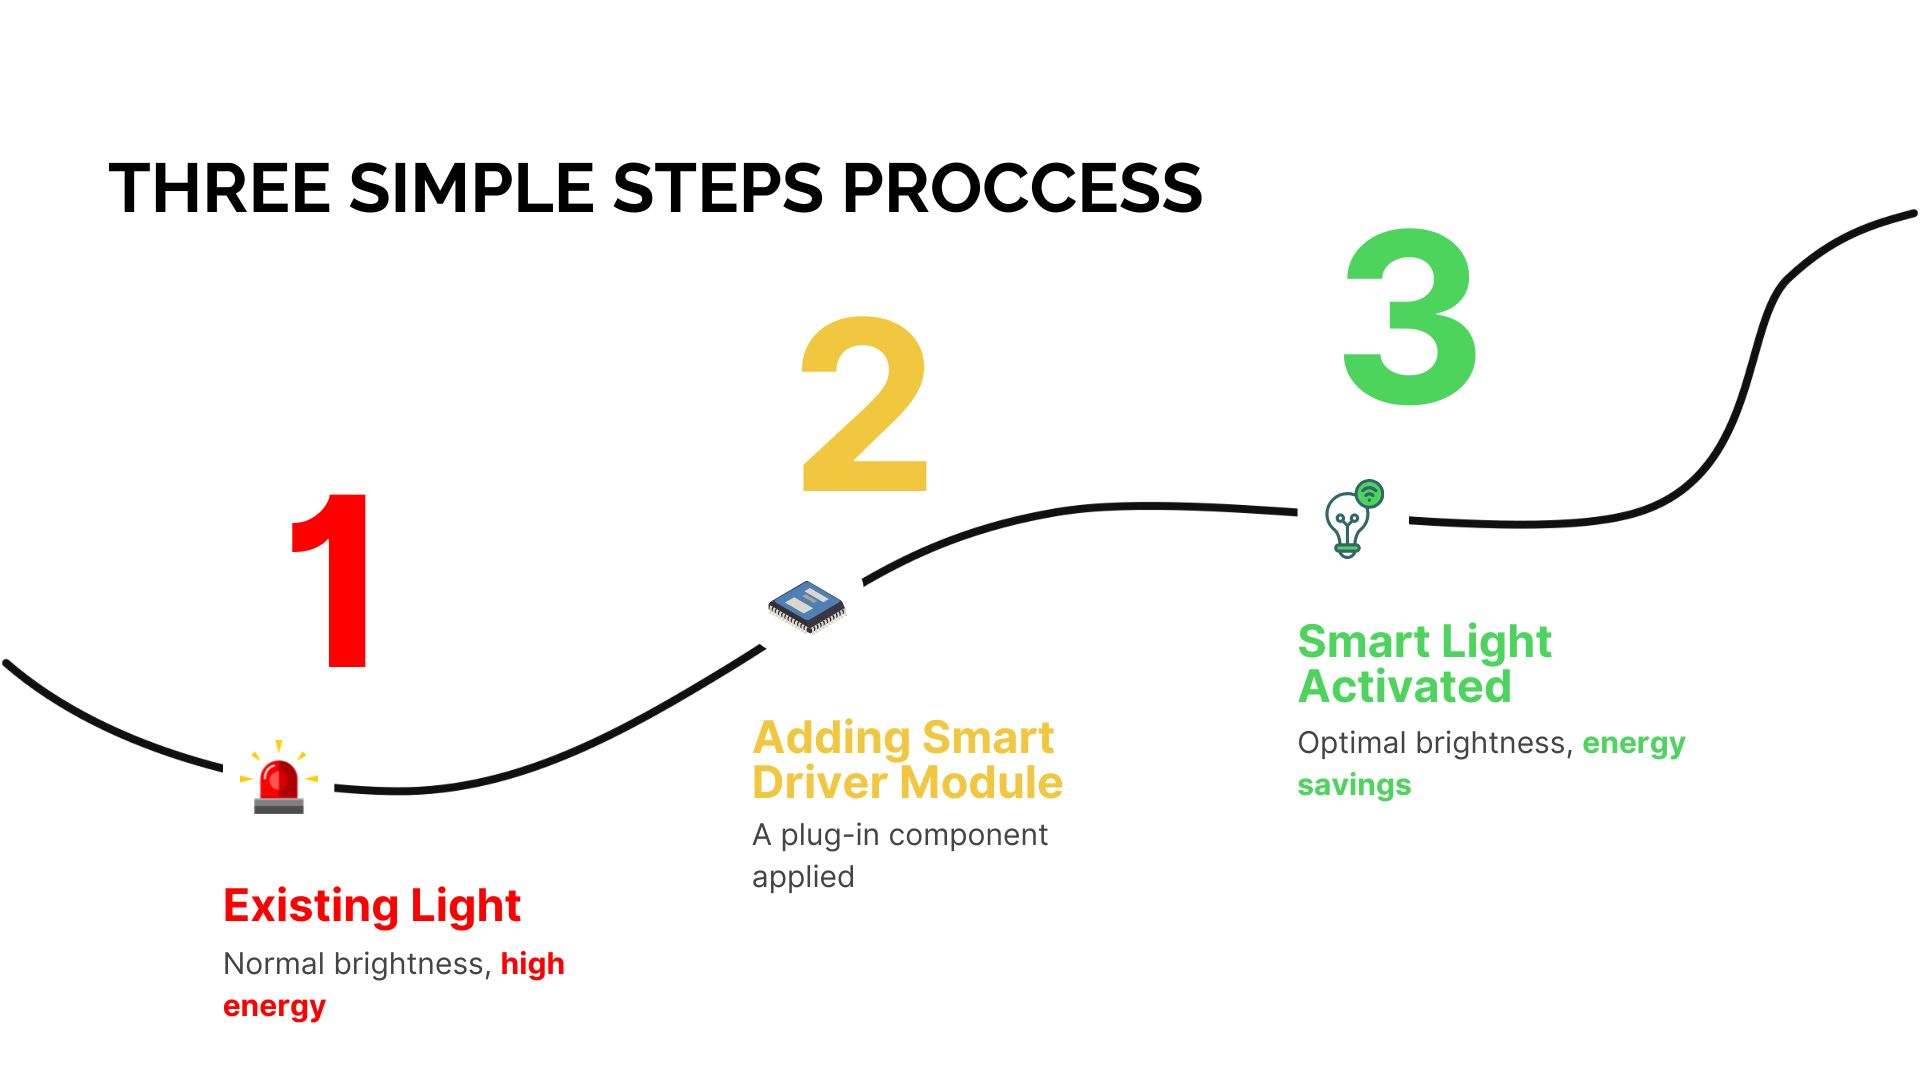 THREE SIMPLE STEPS PROCCESS
1
Existing Light
Normal brightness, high
energy
2
Adding Smart
Driver Module
A plug-in component
applied
3
Smart Light
Activated
Optimal brightness, energy
savings